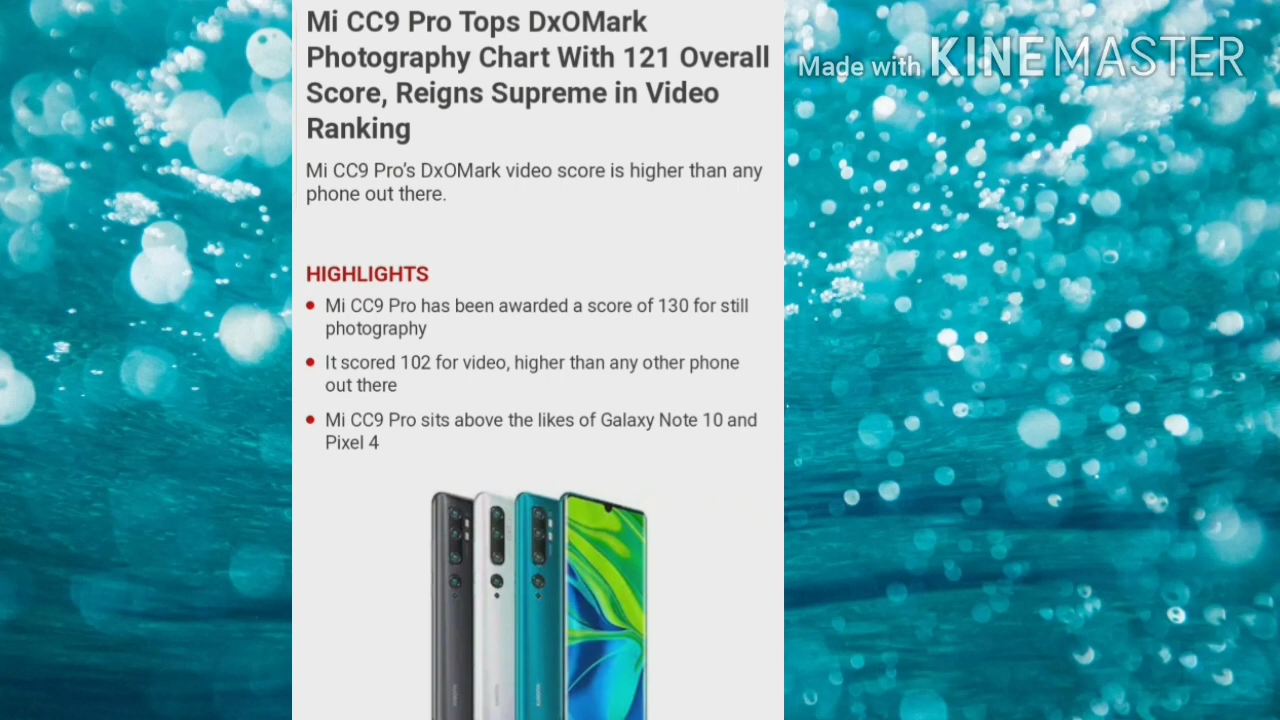 Mi CC9 Pro Tops DxOMark
Photography Chart With 121 Overall
Score, Reigns Supreme in Video
Ranking
Mi CC9 Pro's DxOMark video score is higher than any
phone out there.
HIGHLIGHTS
Mi CC9 Pro has been awarded a score of 130 for still
photography
It scored 102 for video, higher than any other phone
out there
Mi CC9 Pro sits above the likes of Galaxy Note 10 and
Pixel 4
Made with KINEMASTER